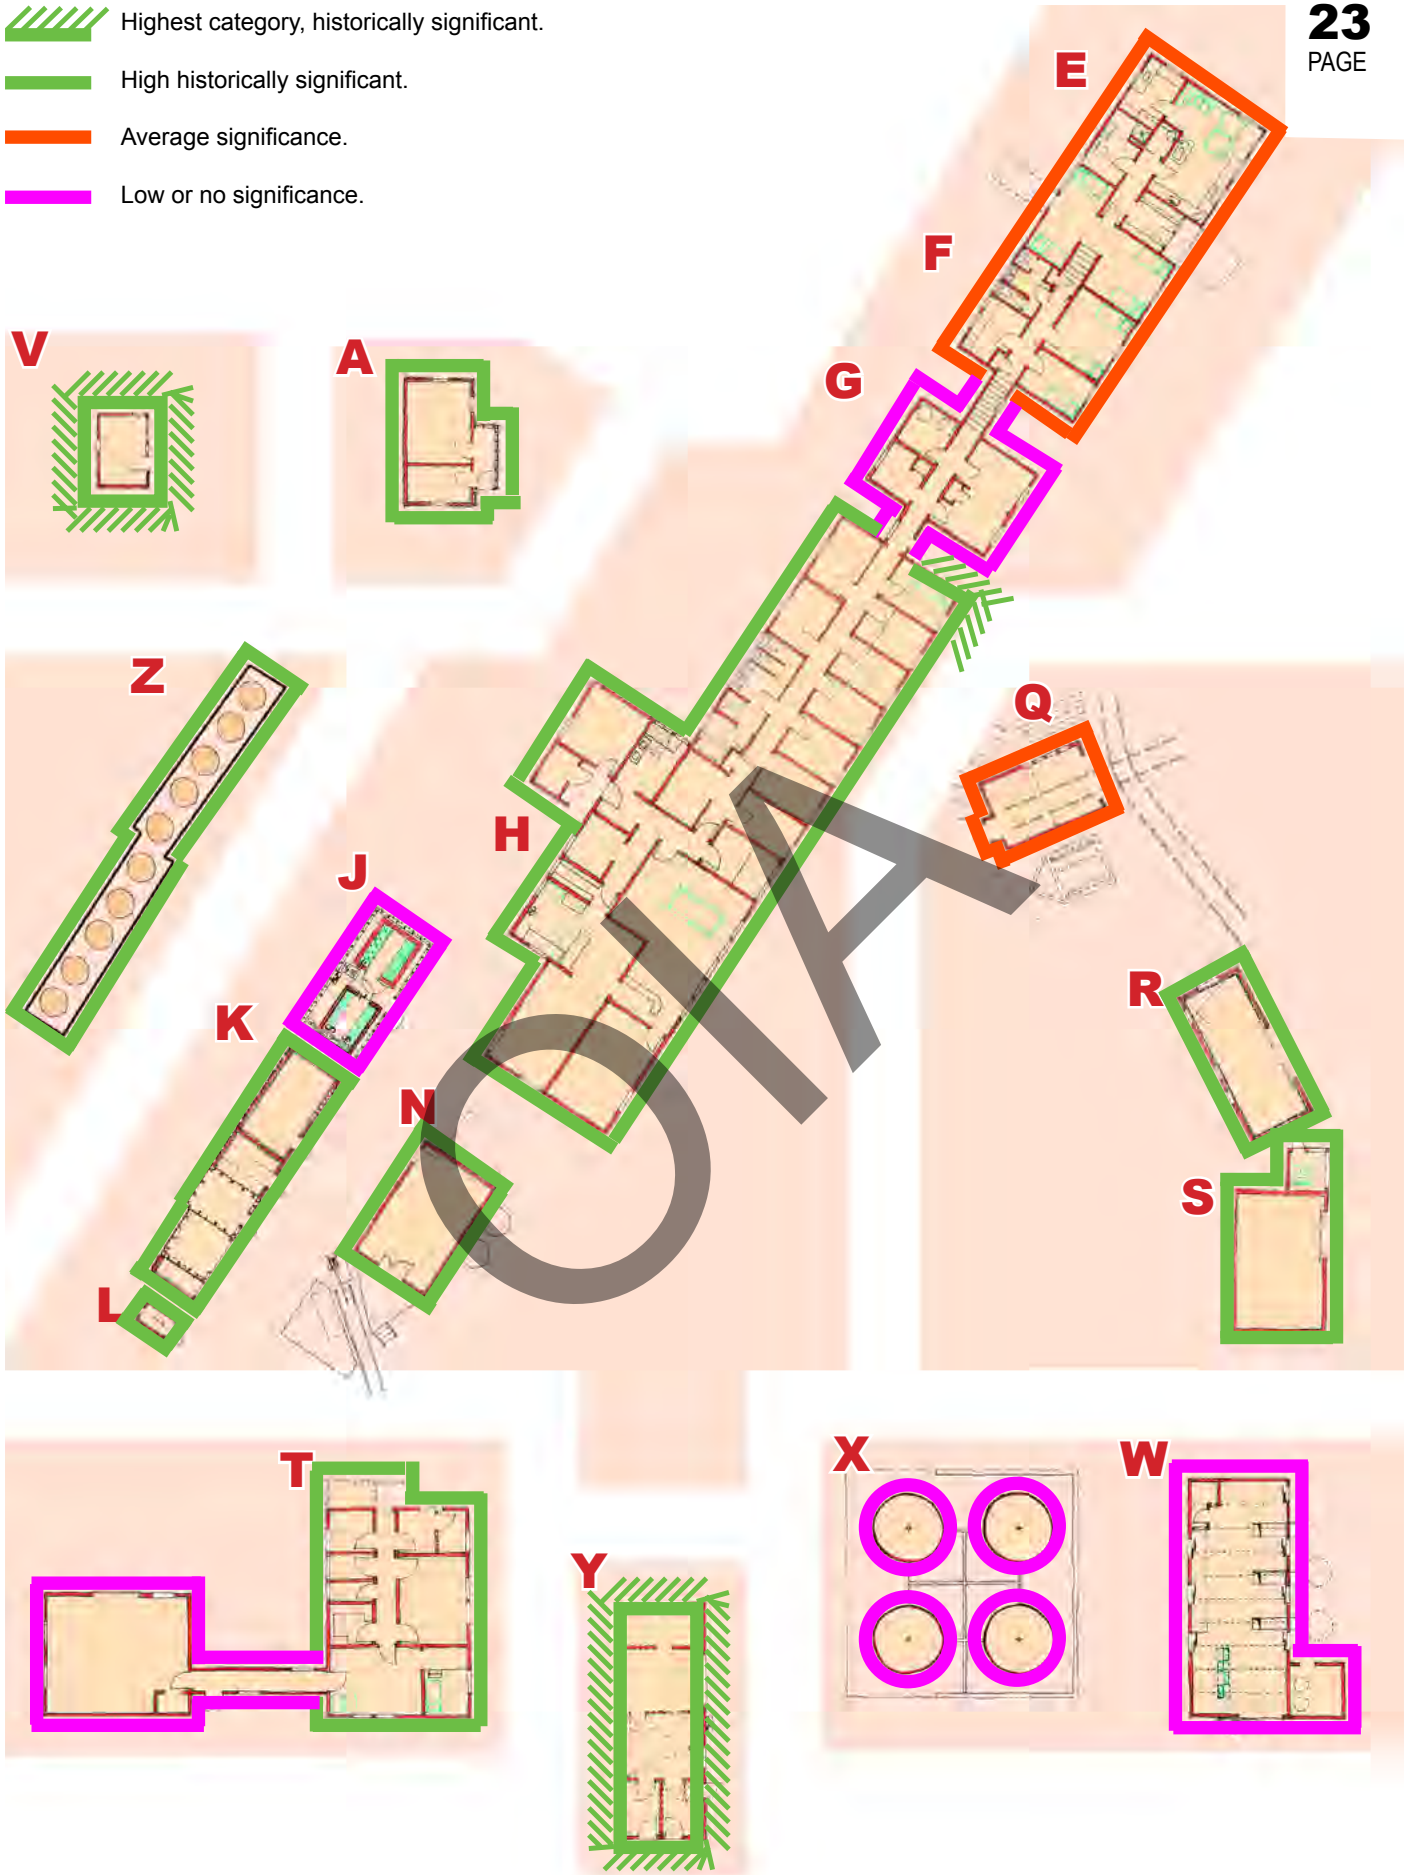 Highest category, historically significant.
High historically significant.
Average significance.
Low or no significance.
23
PAGE
E
F
V
A
G
Z
Q
H
J
R
K
N
S
L
T
X
W
Y
OIA